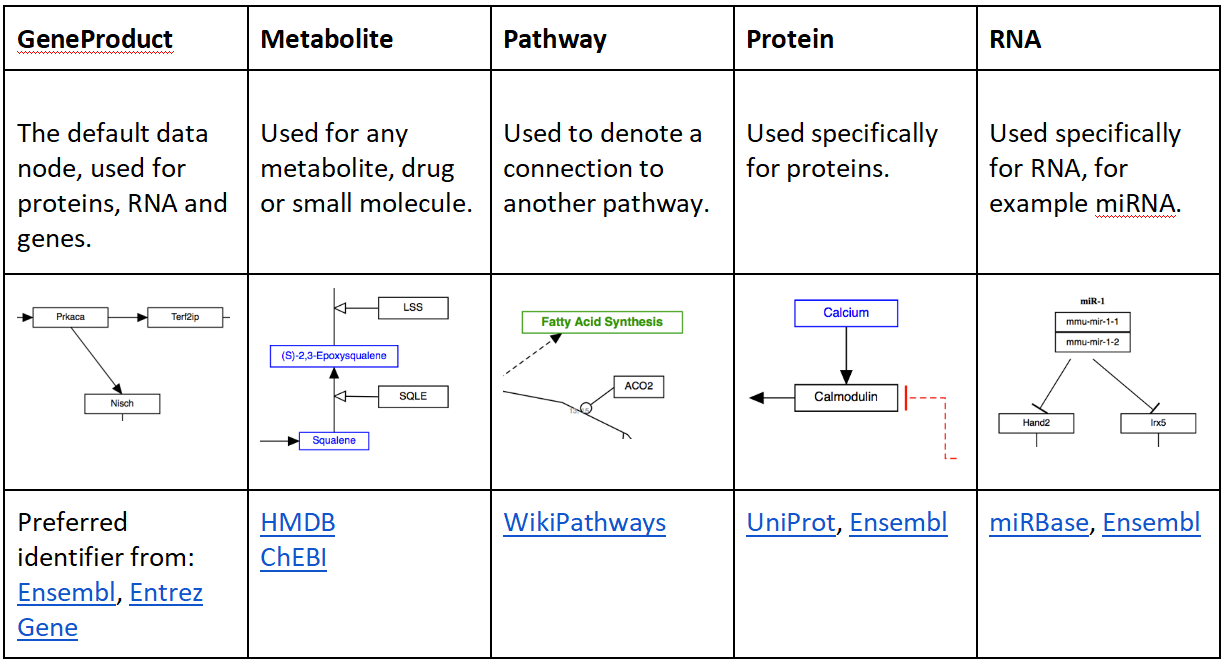 GeneProduct
Metabolite
Pathway
Protein
RNA
The default data
node, used for
proteins, RNA and
genes.
Used for any
metabolite, drug
or small molecule.
Used to denote a
connection to
another pathway.
Used specifically
for proteins.
Used specifically
for RNA, for
example miRNA.
Prkaca
Terf2ip
Nisch
LSS
(S)-2,3-Epoxysqualene
SQLE
Squalene
Fatty Acid Synthesis
ACO2
Calcium
Calmodulin
miR-1
mmu-mir-1-1
mmu-mir-1-2
Hand2
Irx5
Preferred
identifier from:
Ensembl, Entrez
Gene
HMDB
ChEBI
WikiPathways
UniProt, Ensembl
miRBase, Ensembl